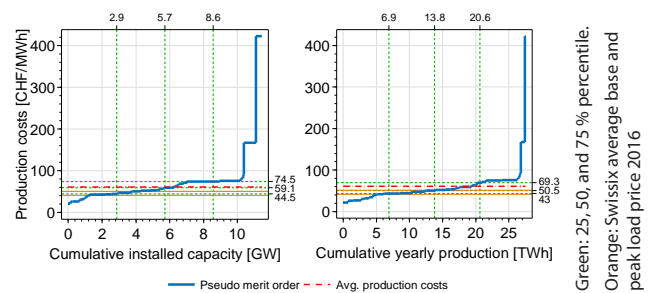 2.9 5.7 8.6
Production costs [CHF/MWh]
400
300
200
100
0
74.5
59.1
44.5
0 2 4 6 8 10
Cumulative installed capacity [GW]
6.9 13.8 20.6
400
300
200
100
0
69.3
50.5
43
0 5 10 15 20 25
Cumulative yearly production [TWh]
Pseudo merit order Avg. production costs
Green: 25, 50, and 75 % percentile.
Orange: Swissix average base and
peak load price 2016